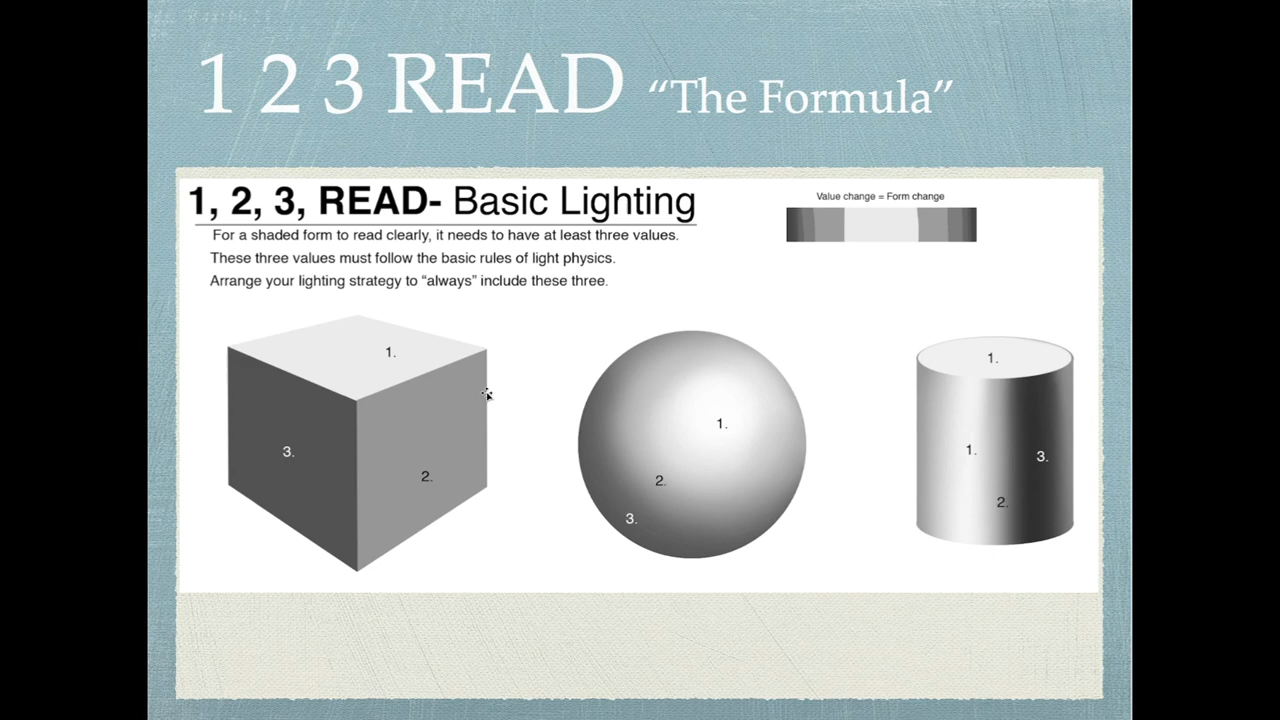 1 2 3 READ “The Formula”
1, 2, 3, READ- Basic Lighting
Value change = Form change
For a shaded form to read clearly, it needs to have at least three values.
These three values must follow the basic rules of light physics.
Arrange your lighting strategy to “always” include these three.
1.
3.
2.
1.
2.
3.
1.
1.
3.
2.